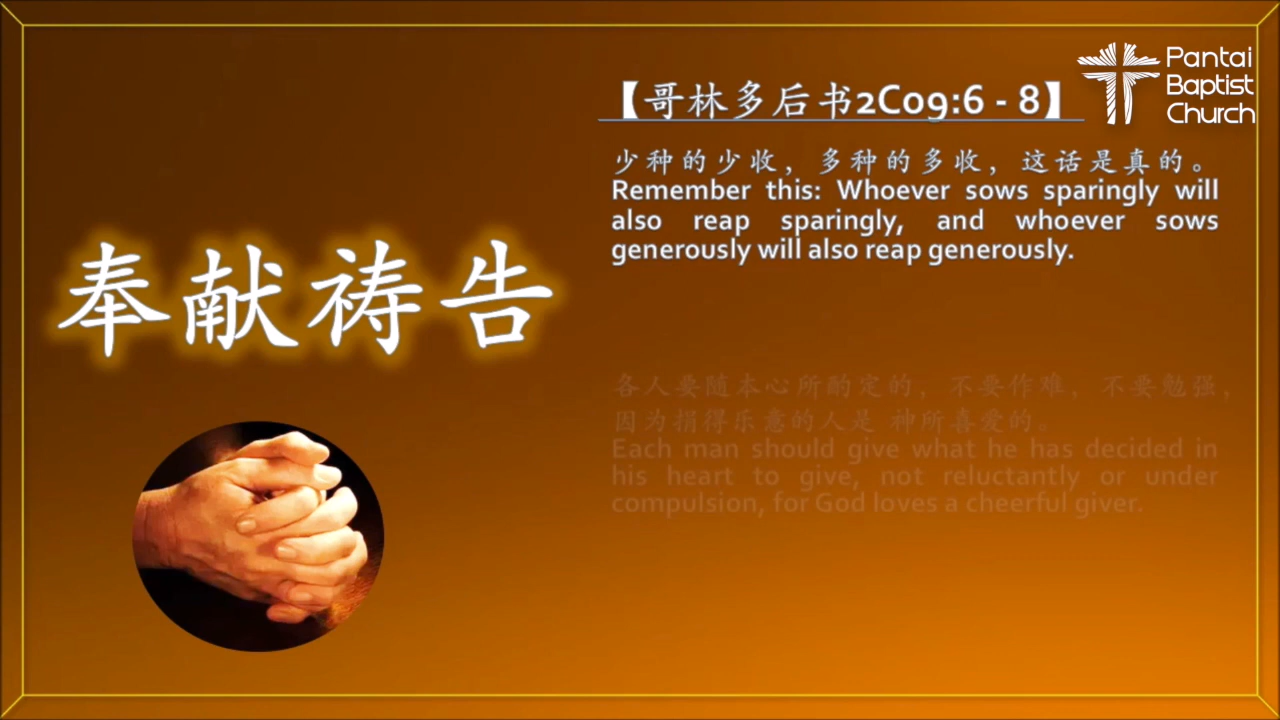 奉献祷告
【哥林多后书2Co9:6 - 8】
少种的少收，多种的多收，这话是真的。
Remember this: Whoever sows sparingly will
also reap sparingly, and whoever sows
generously will also reap generously.
各人要随本心所酌定的，不要作难，不要勉强，
因为捐得乐意的人是 神所喜爱的。
Each man should give what he has decided in
his heart to give, not reluctantly or under
compulsion, for God loves a cheerful giver.
Pantai
Baptist
Church